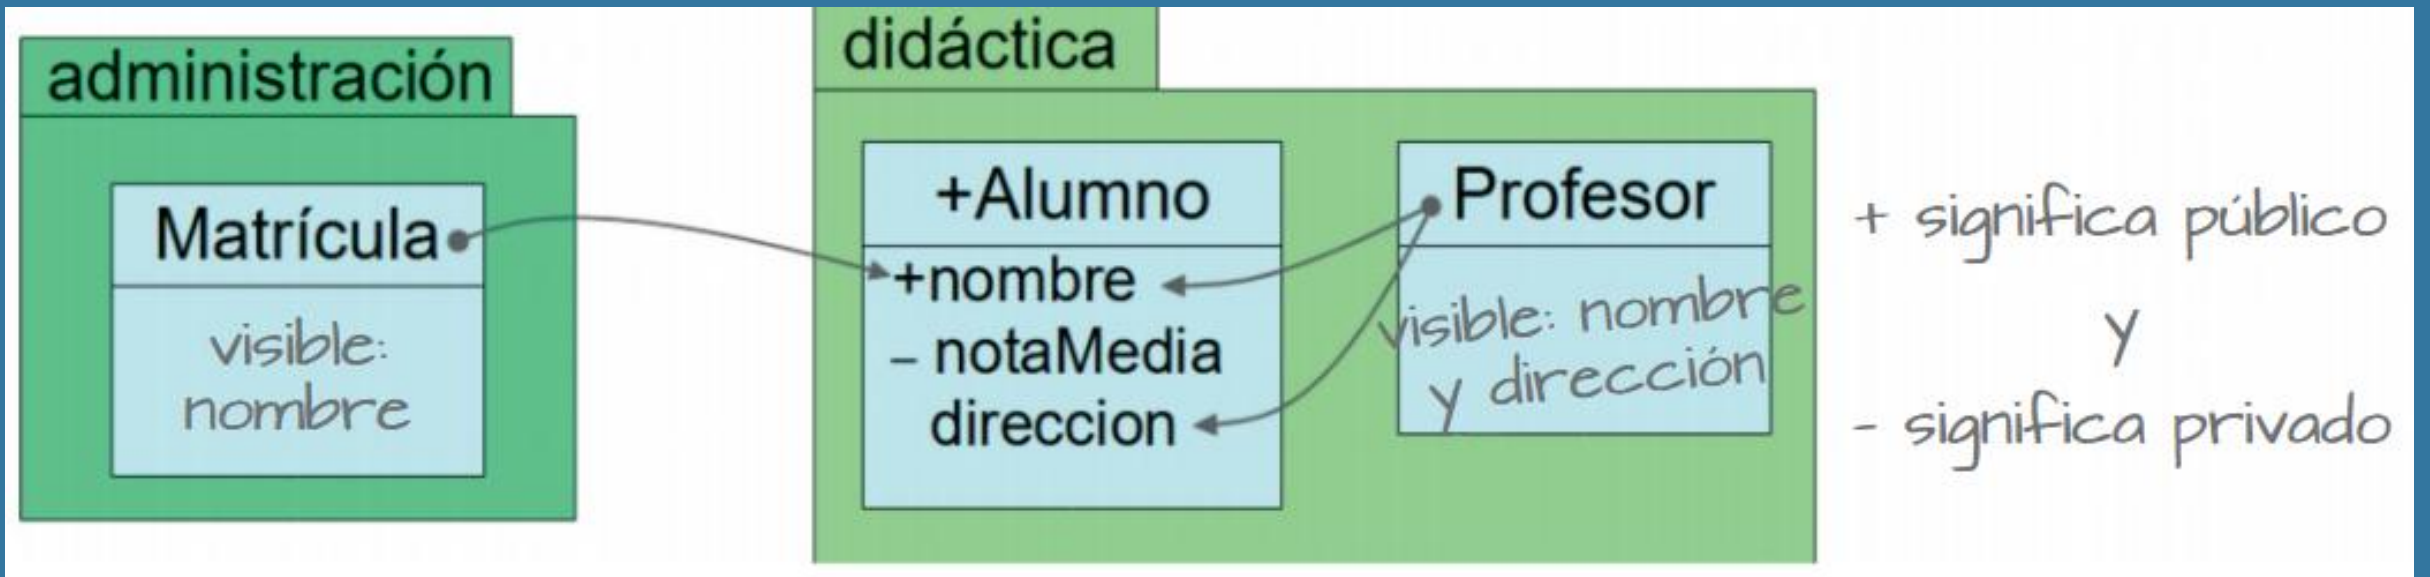 administración
Matrícula
visible:
nombre
didáctica
+Alumno
+nombre
– notaMedia
direccion
Profesor
visible: nombre
y dirección
+ significa público
y
- significa privado